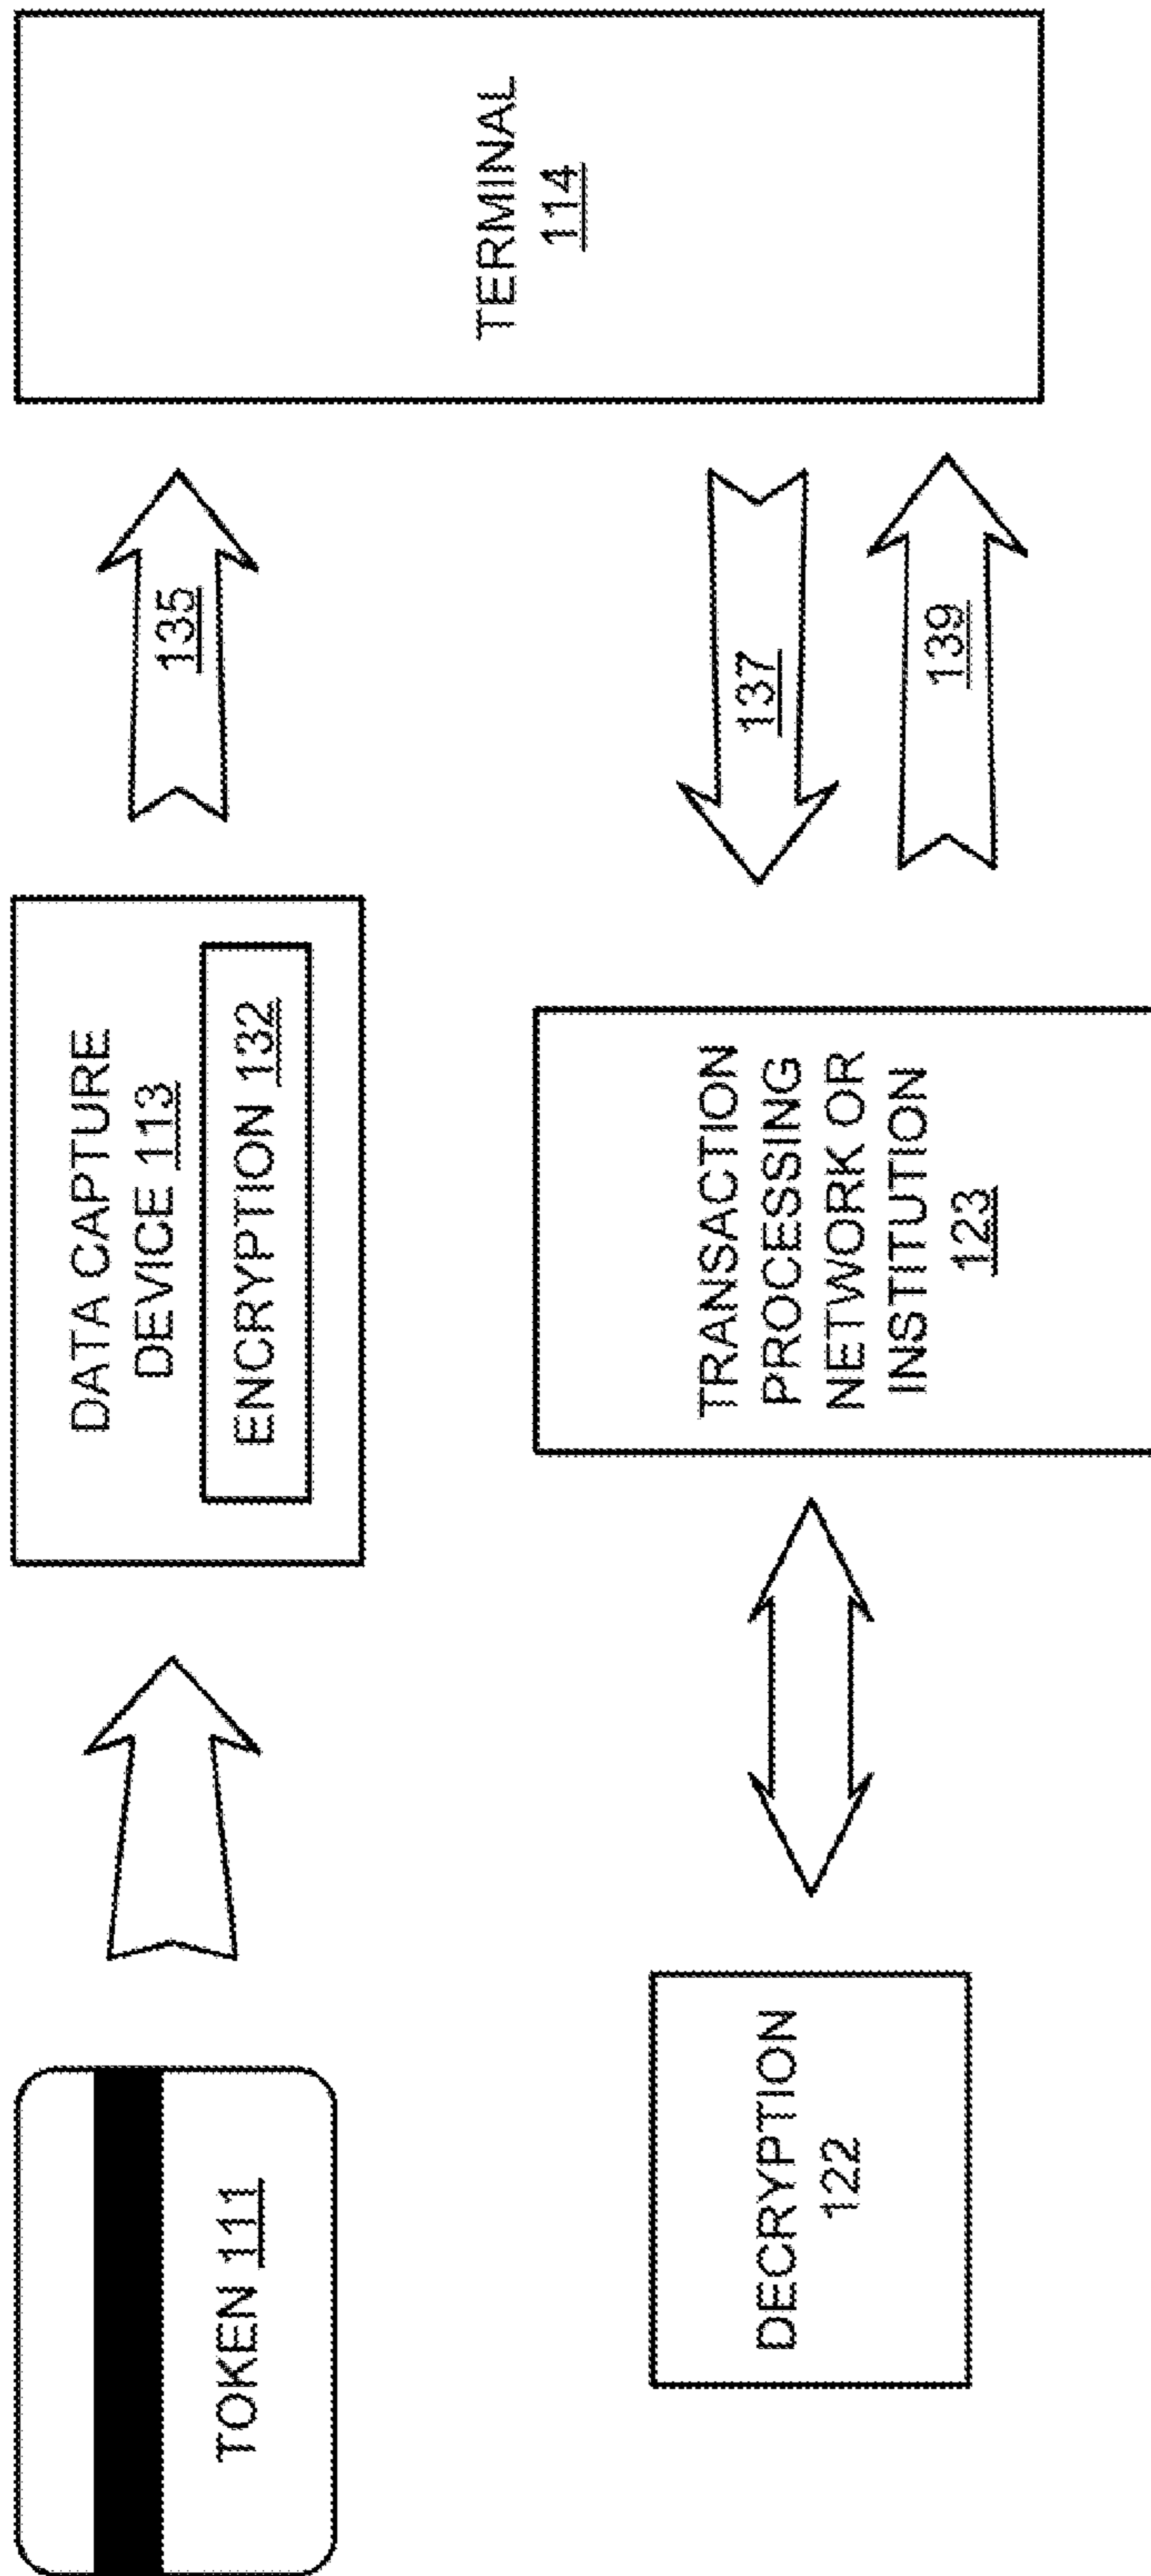 TOKEN 111
DATA CAPTURE
DEVICE 113
ENCRYPTION 132
135
TERMINAL
114
DECRYPTION
122
TRANSACTION
PROCESSING
NETWORK OR
INSTITUTION
123
137
139